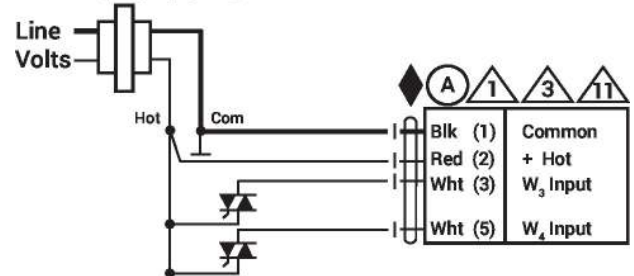 Line
Volts
Hot
Com
A 1 3 11
Blk (1) Common
Red (2) + Hot
Wht (3) W₃ Input
Wht (5) W₄ Input